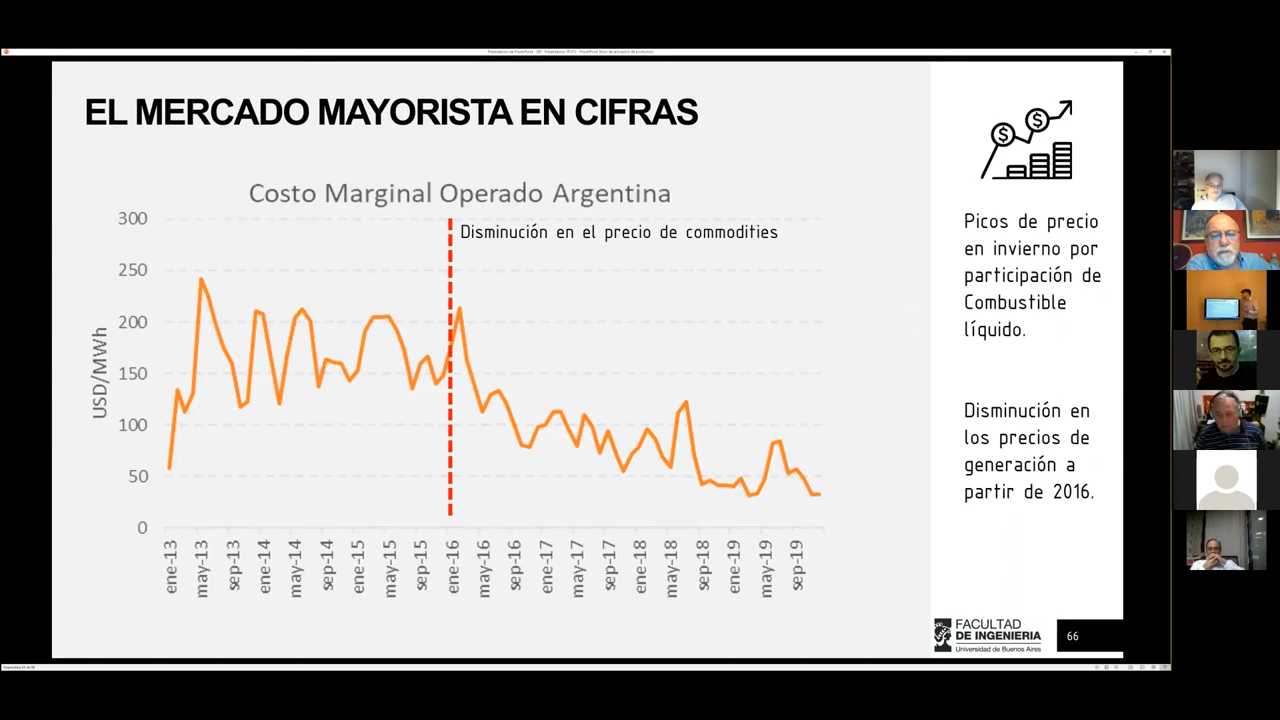 EL MERCADO MAYORISTA EN CIFRAS
Costo Marginal Operado Argentina
Disminución en el precio de commodities
USD/MWh
300
250
200
150
100
50
0
ene-13
may-13
sep-13
ene-14
may-14
sep-14
ene-15
may-15
sep-15
ene-16
may-16
sep-16
ene-17
may-17
sep-17
ene-18
may-18
sep-18
ene-19
may-19
sep-19
$ $
Picos de precio
en invierno por
participación de
Combustible
líquido.
Disminución en
los precios de
generación a
partir de 2016.
FACULTAD
DE INGENIERIA
Universidad de Buenos Aires
66